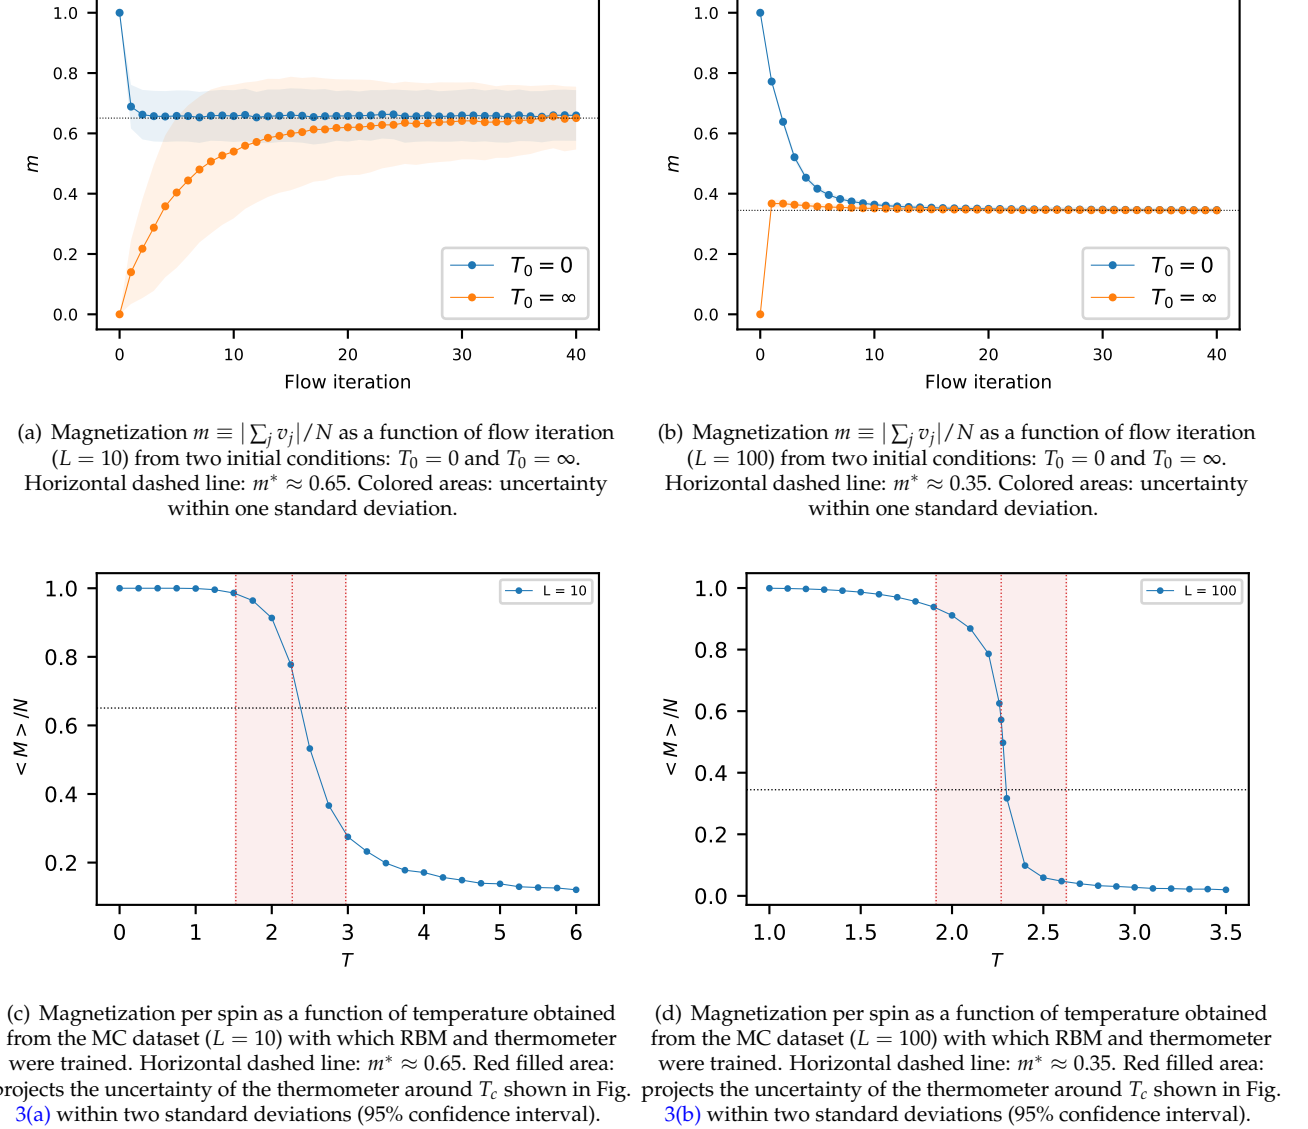 1.0
0.8
0.6
0.4
0.2
0.0
m
0
10
20
30
40
Flow iteration
T₀ = 0
T₀ = ∞
1.0
0.8
0.6
0.4
0.2
0.0
m
0
10
20
30
40
Flow iteration
T₀ = 0
T₀ = ∞
(a) Magnetization m ≡ | ∑ⱼ vⱼ|/N as a function of flow iteration
(L = 10) from two initial conditions: T₀ = 0 and T₀ = ∞.
Horizontal dashed line: m* ≈ 0.65. Colored areas: uncertainty
within one standard deviation.
(b) Magnetization m ≡ | ∑ⱼ vⱼ|/N as a function of flow iteration
(L = 100) from two initial conditions: T₀ = 0 and T₀ = ∞.
Horizontal dashed line: m* ≈ 0.35. Colored areas: uncertainty
within one standard deviation.
1.0
0.8
0.6
0.4
0.2
< M > /N
0
1
2
3
4
5
6
T
L = 10
1.0
0.8
0.6
0.4
0.2
0.0
< M > /N
1.0
1.5
2.0
2.5
3.0
3.5
T
L = 100
(c) Magnetization per spin as a function of temperature obtained
from the MC dataset (L = 10) with which RBM and thermometer
were trained. Horizontal dashed line: m* ≈ 0.65. Red filled area:
projects the uncertainty of the thermometer around T_c shown in Fig.
3(a) within two standard deviations (95% confidence interval).
(d) Magnetization per spin as a function of temperature obtained
from the MC dataset (L = 100) with which RBM and thermometer
were trained. Horizontal dashed line: m* ≈ 0.35. Red filled area:
projects the uncertainty of the thermometer around T_c shown in Fig.
3(b) within two standard deviations (95% confidence interval).